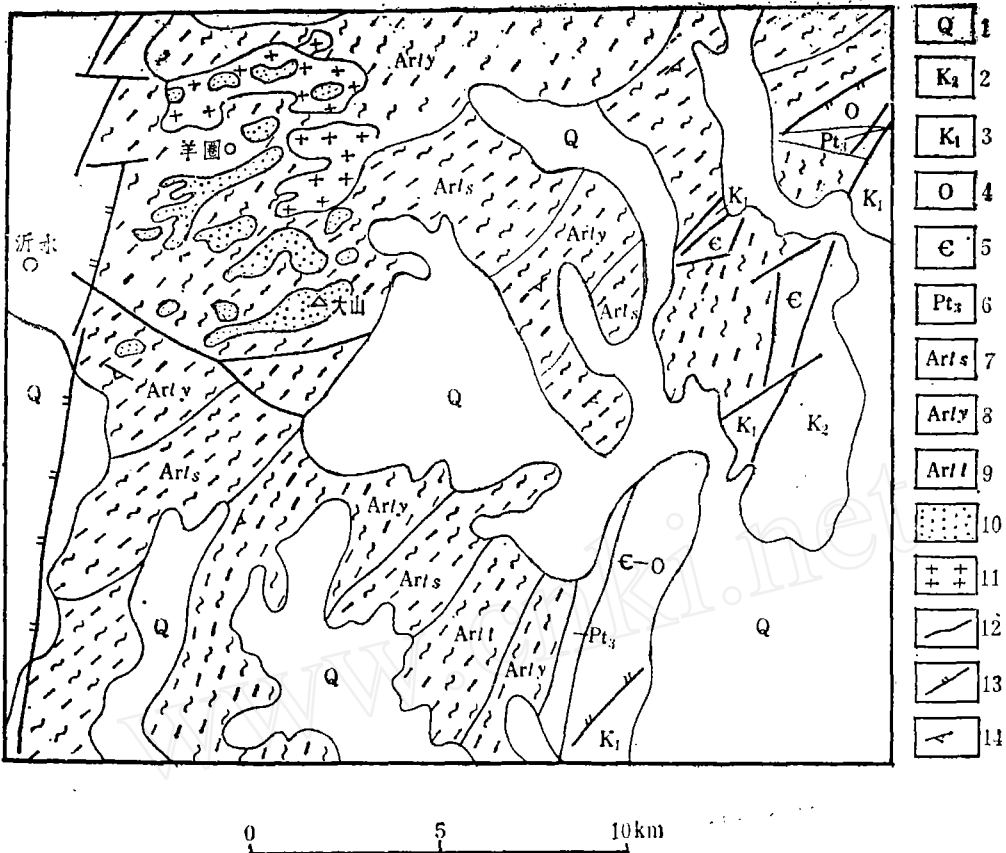 Arly
羊圈
沂水
大山
Arls
Q
Arly
Arls
O
Pt₃
K₁
K₁
Є
Є
K₁
K₂
Q
Arly
Q
Arls
Arly
Arls
Arll
Arly
Q
Q
Pt₃
Є-O
K₁
Q
Q 1
K₂ 2
K₁ 3
O 4
Є 5
Pt₃ 6
Arls 7
Arly 8
Arll 9
10
11
12
13
14
0 5 10km
www.cnki.net